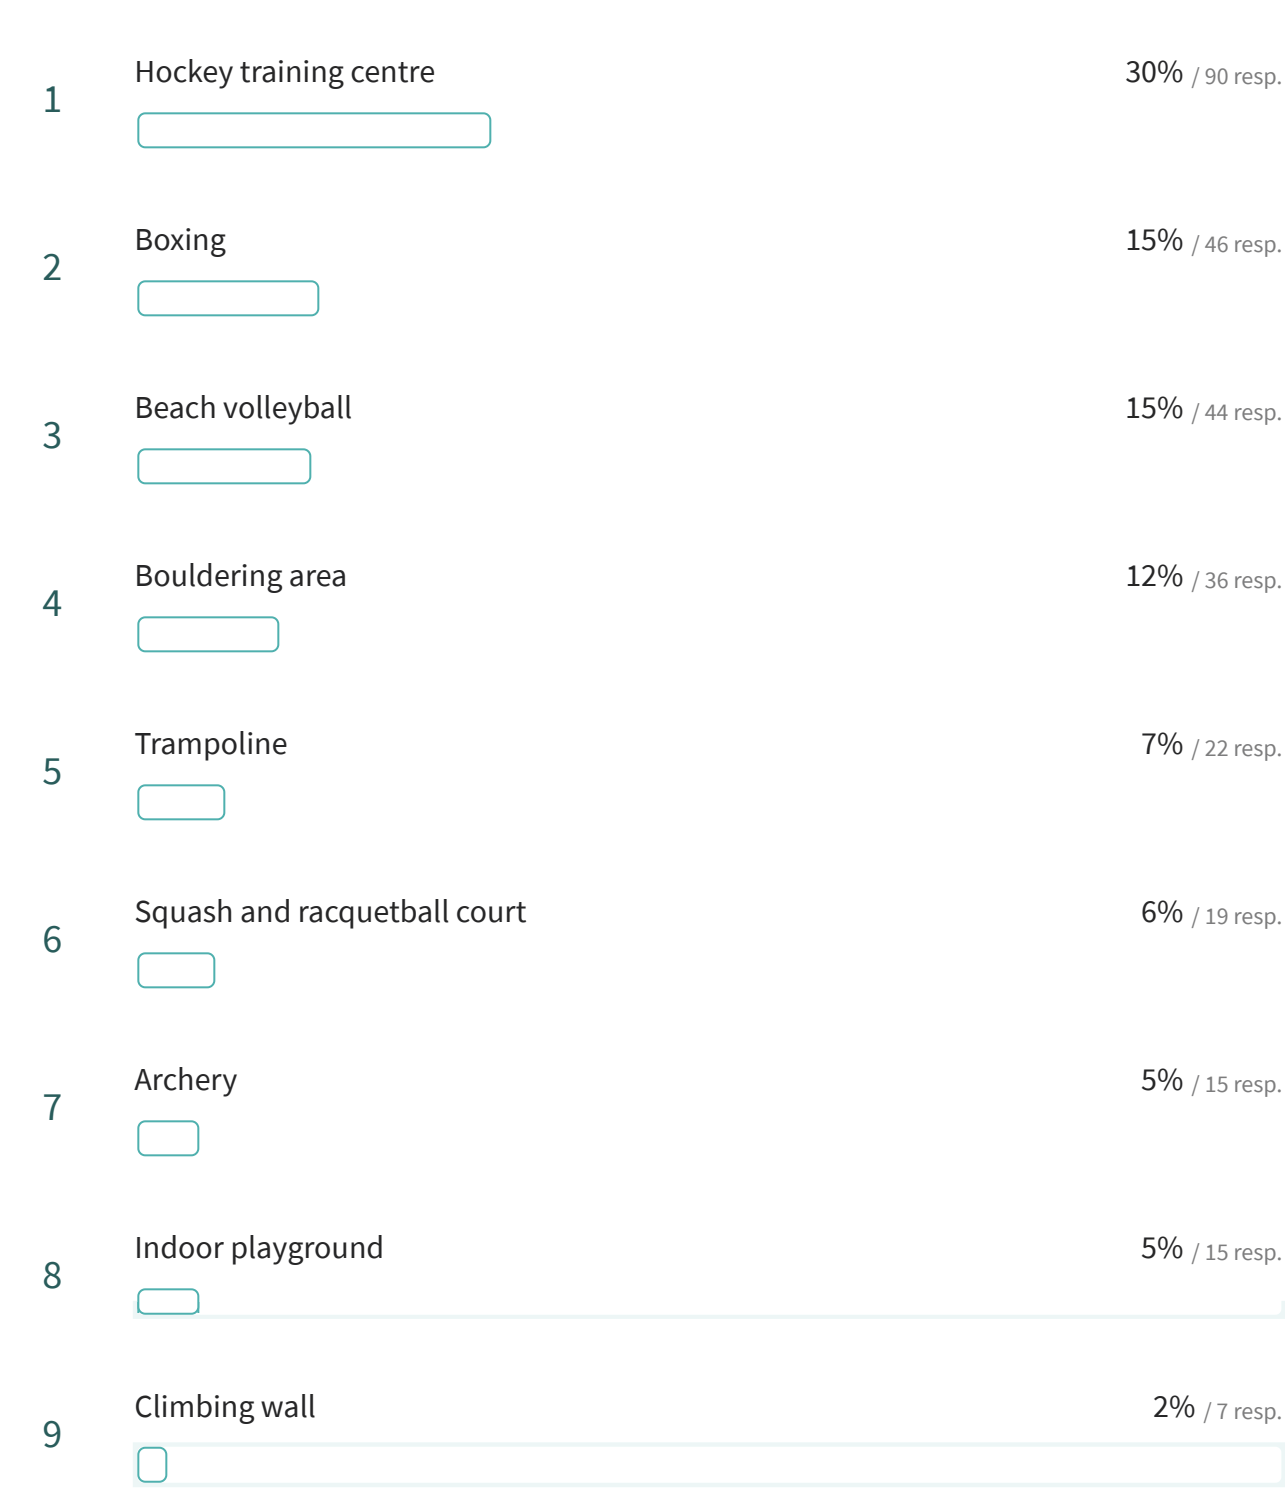 1 Hockey training centre 30% / 90 resp.
2 Boxing 15% / 46 resp.
3 Beach volleyball 15% / 44 resp.
4 Bouldering area 12% / 36 resp.
5 Trampoline 7% / 22 resp.
6 Squash and racquetball court 6% / 19 resp.
7 Archery 5% / 15 resp.
8 Indoor playground 5% / 15 resp.
9 Climbing wall 2% / 7 resp.